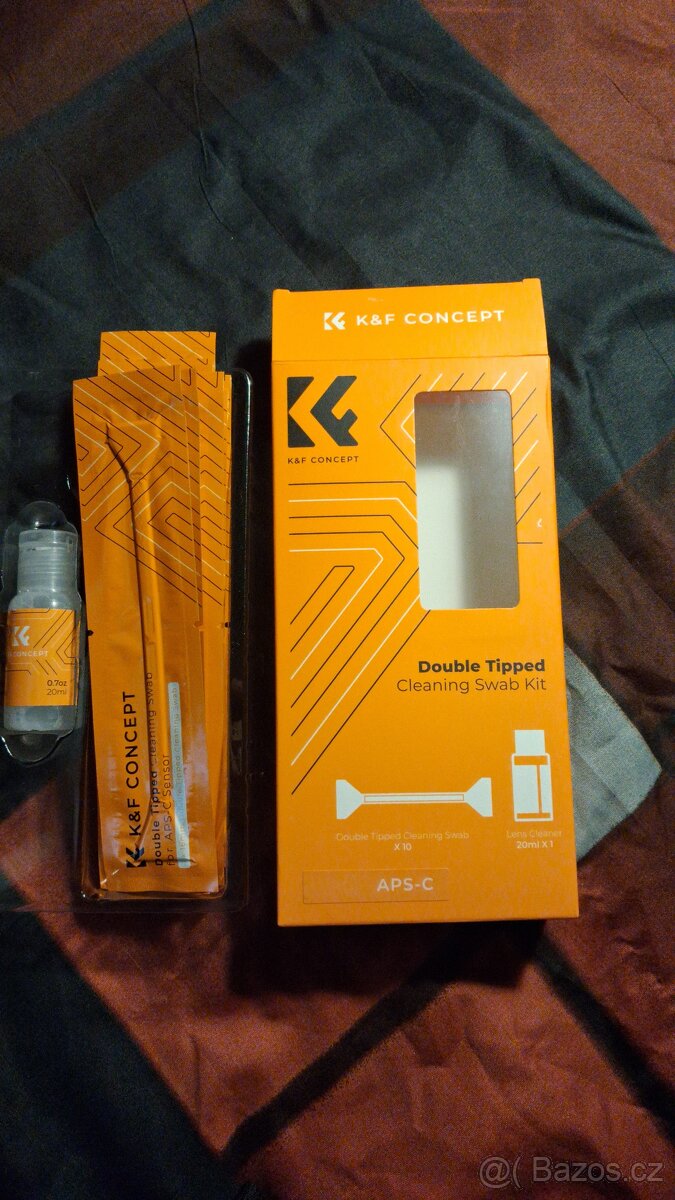 K&F CONCEPT
K&F CONCEPT
Double Tipped
Cleaning Swab Kit
Double Tipped Cleaning Swab
X 10
Lens Cleaner
20ml X 1
APS-C
K&F CONCEPT
Double Tipped Cleaning Swab
for APS-C Sensor
CONCEPT
0.7oz
20ml
@( Bazos.cz